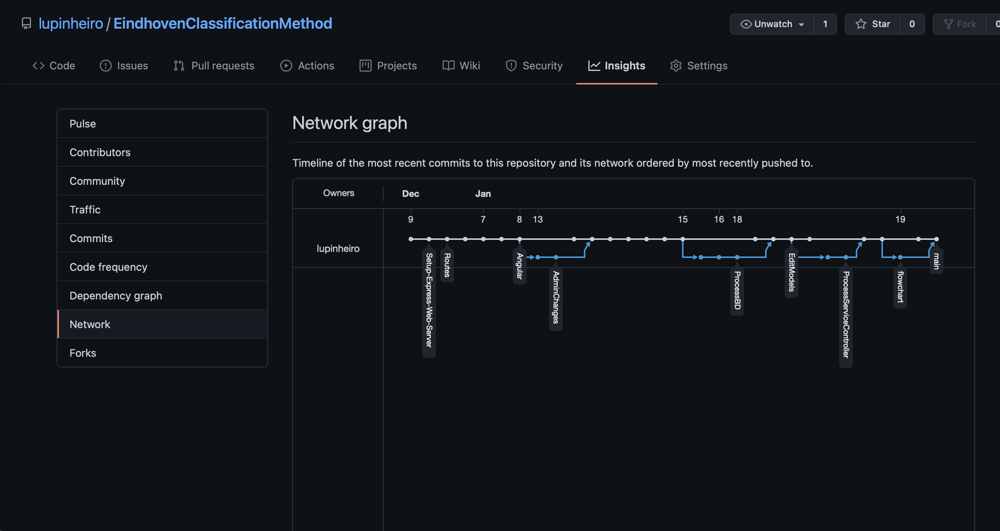 lupinheiro / EindhovenClassificationMethod
Unwatch 1
Star 0
Fork 0
Code
Issues
Pull requests
Actions
Projects
Wiki
Security
Insights
Settings
Pulse
Contributors
Community
Traffic
Commits
Code frequency
Dependency graph
Network
Forks
Network graph
Timeline of the most recent commits to this repository and its network ordered by most recently pushed to.
Owners Dec Jan
9 7 8 13 15 16 18 19
lupinheiro
Setup-Express-Web-Server
Routes
Angular
AdminChanges
ProcessBD
EditModels
ProcessServiceController
flowchart
main